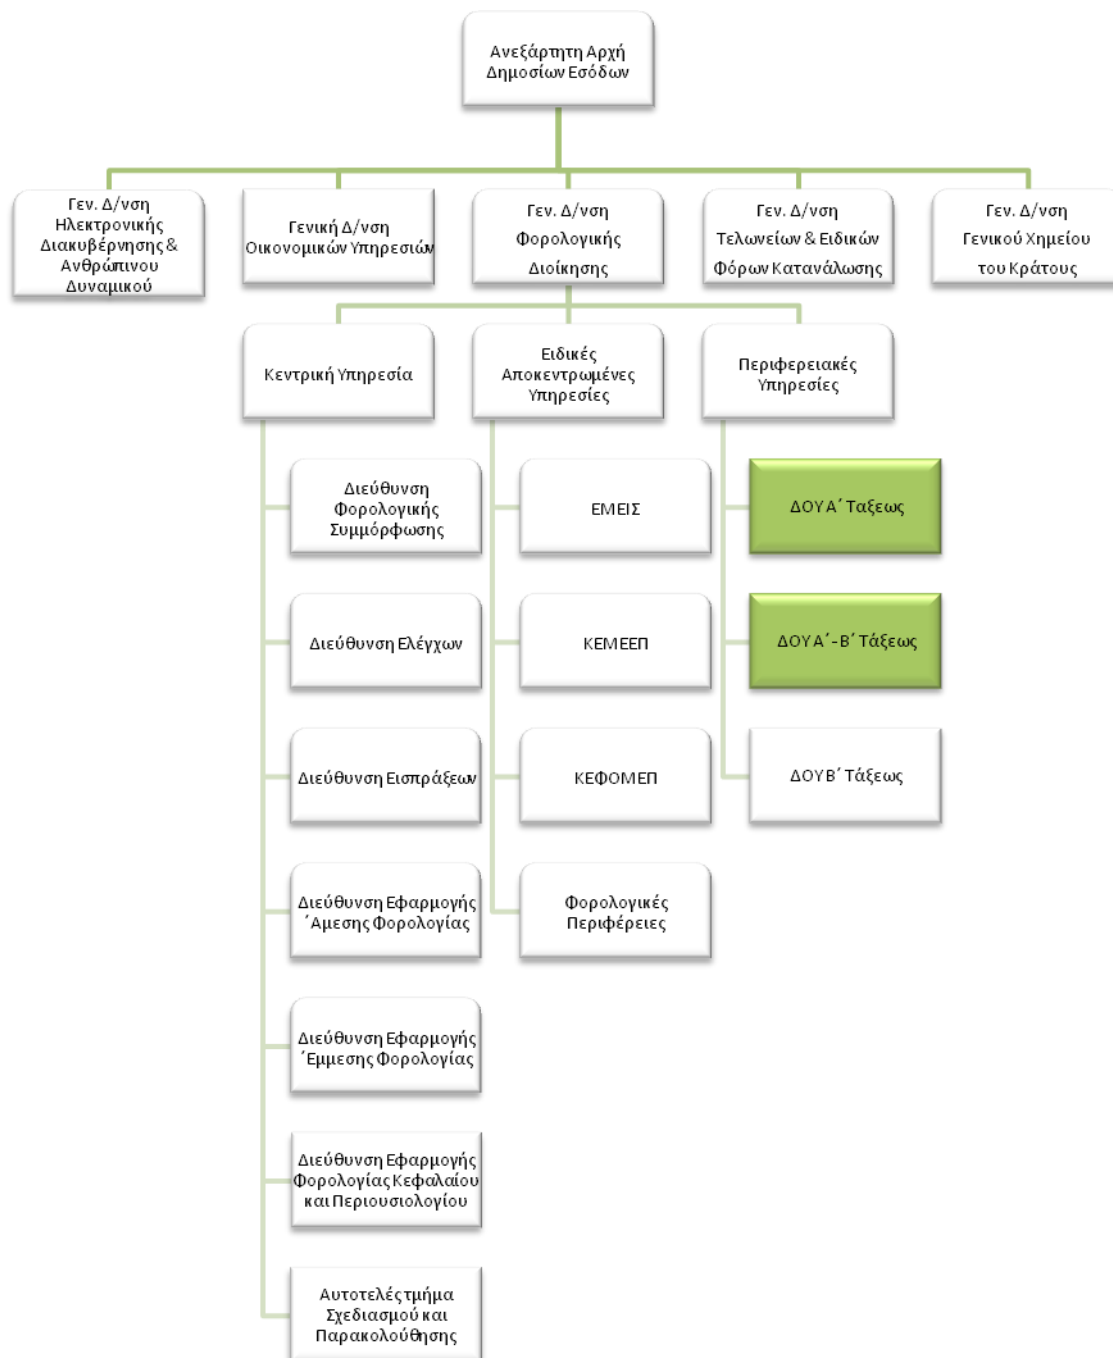 Ανεξάρτητη Αρχή
Δημοσίων Εσόδων
Γεν. Δ/νση
Ηλεκτρονικής
Διακυβέρνησης &
Ανθρώπινου
Δυναμικού
Γενική Δ/νση
Οικονομικών Υπηρεσιών
Γεν. Δ/νση
Φορολογικής
Διοίκησης
Γεν. Δ/νση
Τελωνείων & Ειδικών
Φόρων Κατανάλωσης
Γεν. Δ/νση
Γενικού Χημείου
του Κράτους
Κεντρική Υπηρεσία
Ειδικές
Αποκεντρωμένες
Υπηρεσίες
Περιφερειακές
Υπηρεσίες
Διεύθυνση
Φορολογικής
Συμμόρφωσης
Διεύθυνση Ελέγχων
Διεύθυνση Εισπράξεων
Διεύθυνση Εφαρμογής
΄Αμεσης Φορολογίας
Διεύθυνση Εφαρμογής
΄Εμμεσης Φορολογίας
Διεύθυνση Εφαρμογής
Φορολογίας Κεφαλαίου
και Περιουσιολογίου
Αυτοτελές τμήμα
Σχεδιασμού και
Παρακολούθησης
ΕΜΕΙΣ
ΚΕΜΕΕΠ
ΚΕΦΟΜΕΠ
Φορολογικές
Περιφέρειες
ΔΟΥ Α΄ Ταξεως
ΔΟΥ Α΄-Β΄ Τάξεως
ΔΟΥ Β΄ Τάξεως